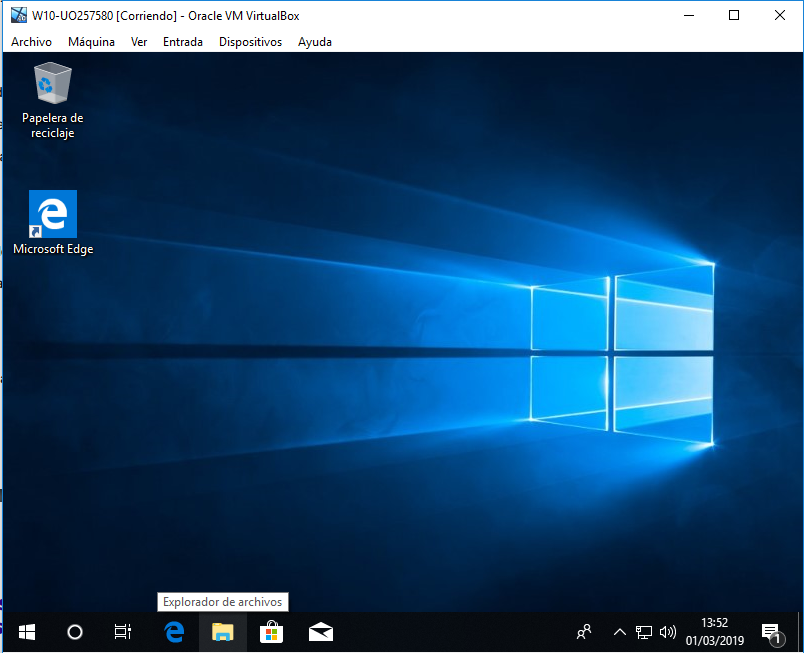 W10-UO257580 [Corriendo] - Oracle VM VirtualBox
Archivo Máquina Ver Entrada Dispositivos Ayuda
Papelera de
reciclaje
Microsoft Edge
Explorador de archivos
13:52
01/03/2019
1